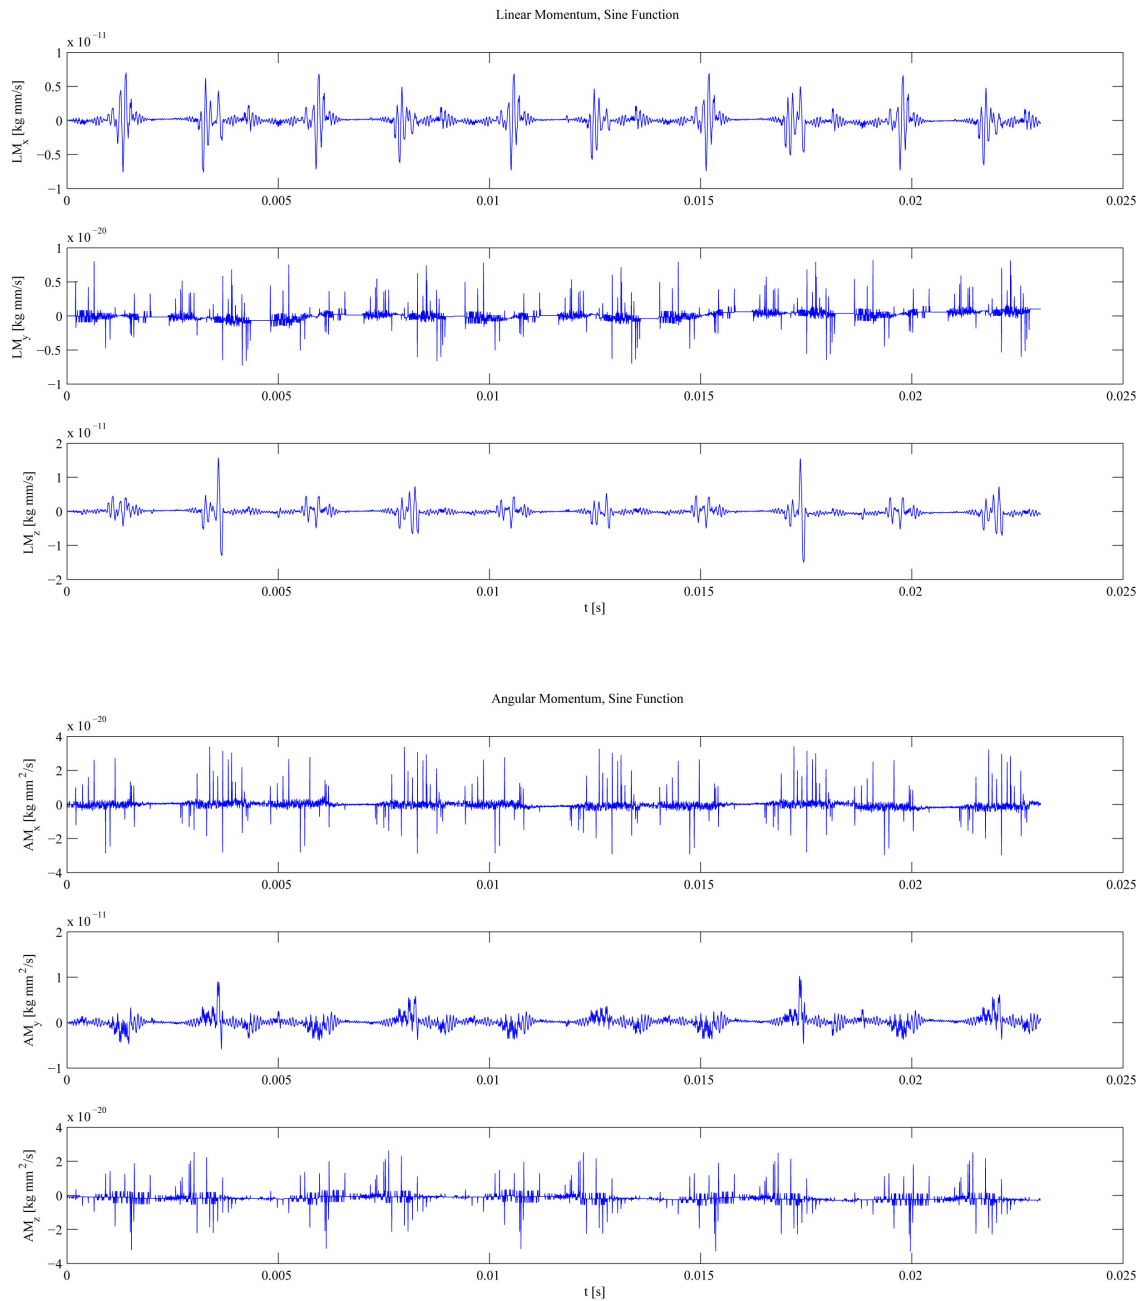 Linear Momentum, Sine Function
x 10^−11
1
0.5
0
−0.5
−1
LM_x [kg mm/s]
0 0.005 0.01 0.015 0.02 0.025
x 10^−20
1
0.5
0
−0.5
−1
LM_y [kg mm/s]
0 0.005 0.01 0.015 0.02 0.025
x 10^−11
2
1
0
−1
−2
LM_z [kg mm/s]
0 0.005 0.01 0.015 0.02 0.025
t [s]
Angular Momentum, Sine Function
x 10^−20
4
2
0
−2
−4
AM_x [kg mm^2/s]
0 0.005 0.01 0.015 0.02 0.025
x 10^−11
2
1
0
−1
AM_y [kg mm^2/s]
0 0.005 0.01 0.015 0.02 0.025
x 10^−20
4
2
0
−2
−4
AM_z [kg mm^2/s]
0 0.005 0.01 0.015 0.02 0.025
t [s]